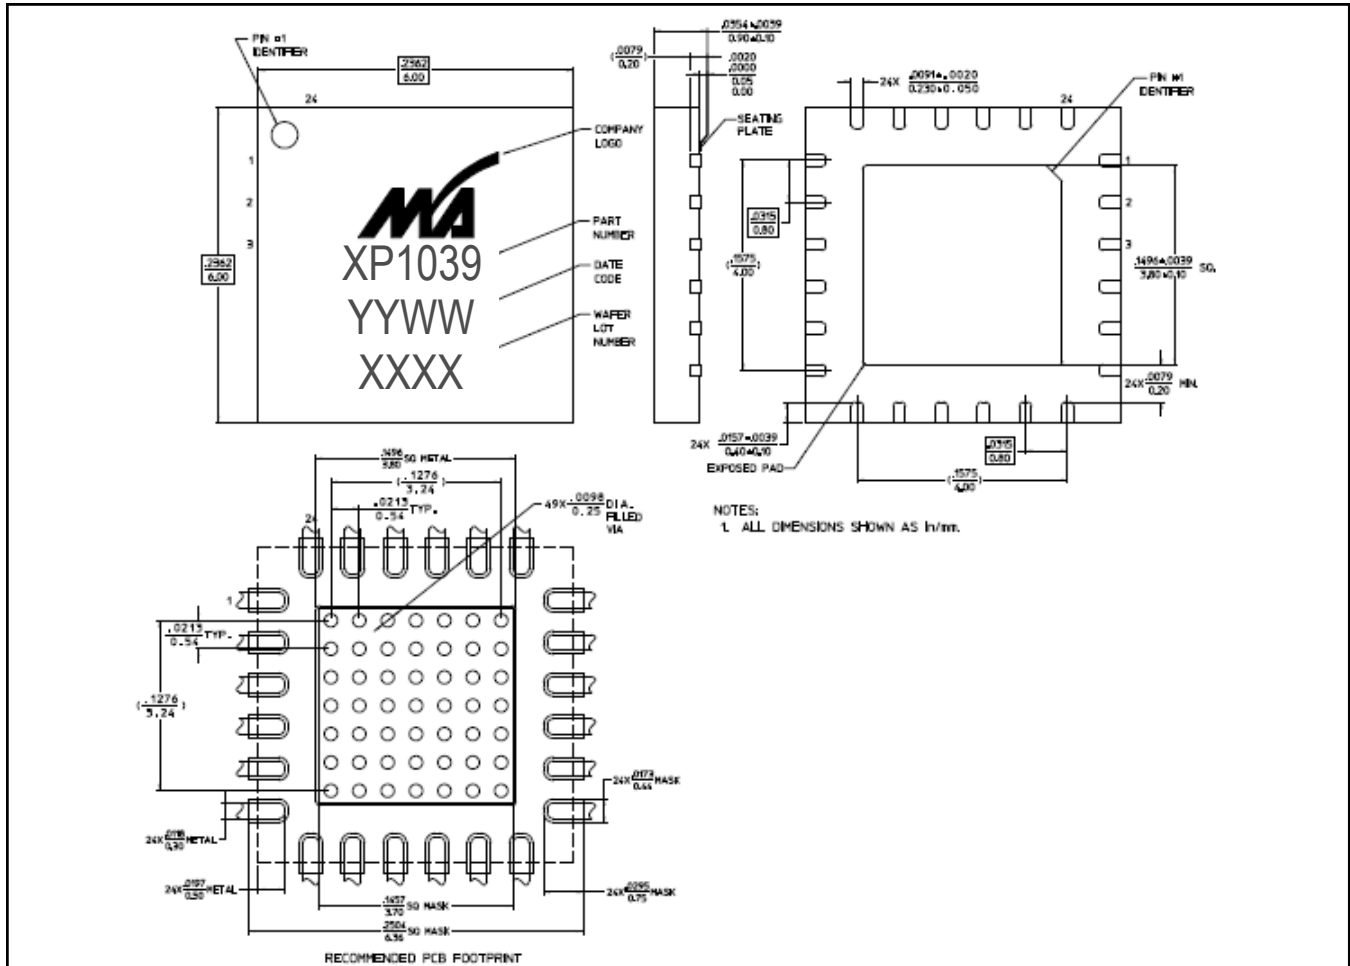 PIN #1
IDENTIFIER
.2362
6.00
24
1
2
3
.2362
6.00
COMPANY
LOGO
MA
PART
NUMBER
XP1039
DATE
CODE
YYWW
WAFER
LOT
NUMBER
XXXX
.0354±.0039
0.90±0.10
(.0079
0.20)
.0020
.0000
0.05
0.00
SEATING
PLATE
24X .0091±.0020
0.230±0.050
24
PIN #1
IDENTIFIER
1
2
3
.0315
0.80
(.1575
4.00)
.1496±.0039 SQ.
3.80±0.10
24X .0079 MIN.
0.20
24X .0157±.0039
0.40±0.10
EXPOSED PAD
.0315
0.80
(.1575
4.00)
NOTES:
1. ALL DIMENSIONS SHOWN AS in/mm.
.1496 SQ METAL
3.80
(.1276
3.24)
.0213 TYP.
0.54
49X .0098 DIA.
0.25 FILLED
VIA
24
1
.0213 TYP.
0.54
(.1276
3.24)
24X .0118 METAL
0.30
24X .0197 METAL
0.50
24X .0173 MASK
0.44
24X .0295 MASK
0.75
.1457 SQ MASK
3.70
.2504 SQ MASK
6.36
RECOMMENDED PCB FOOTPRINT